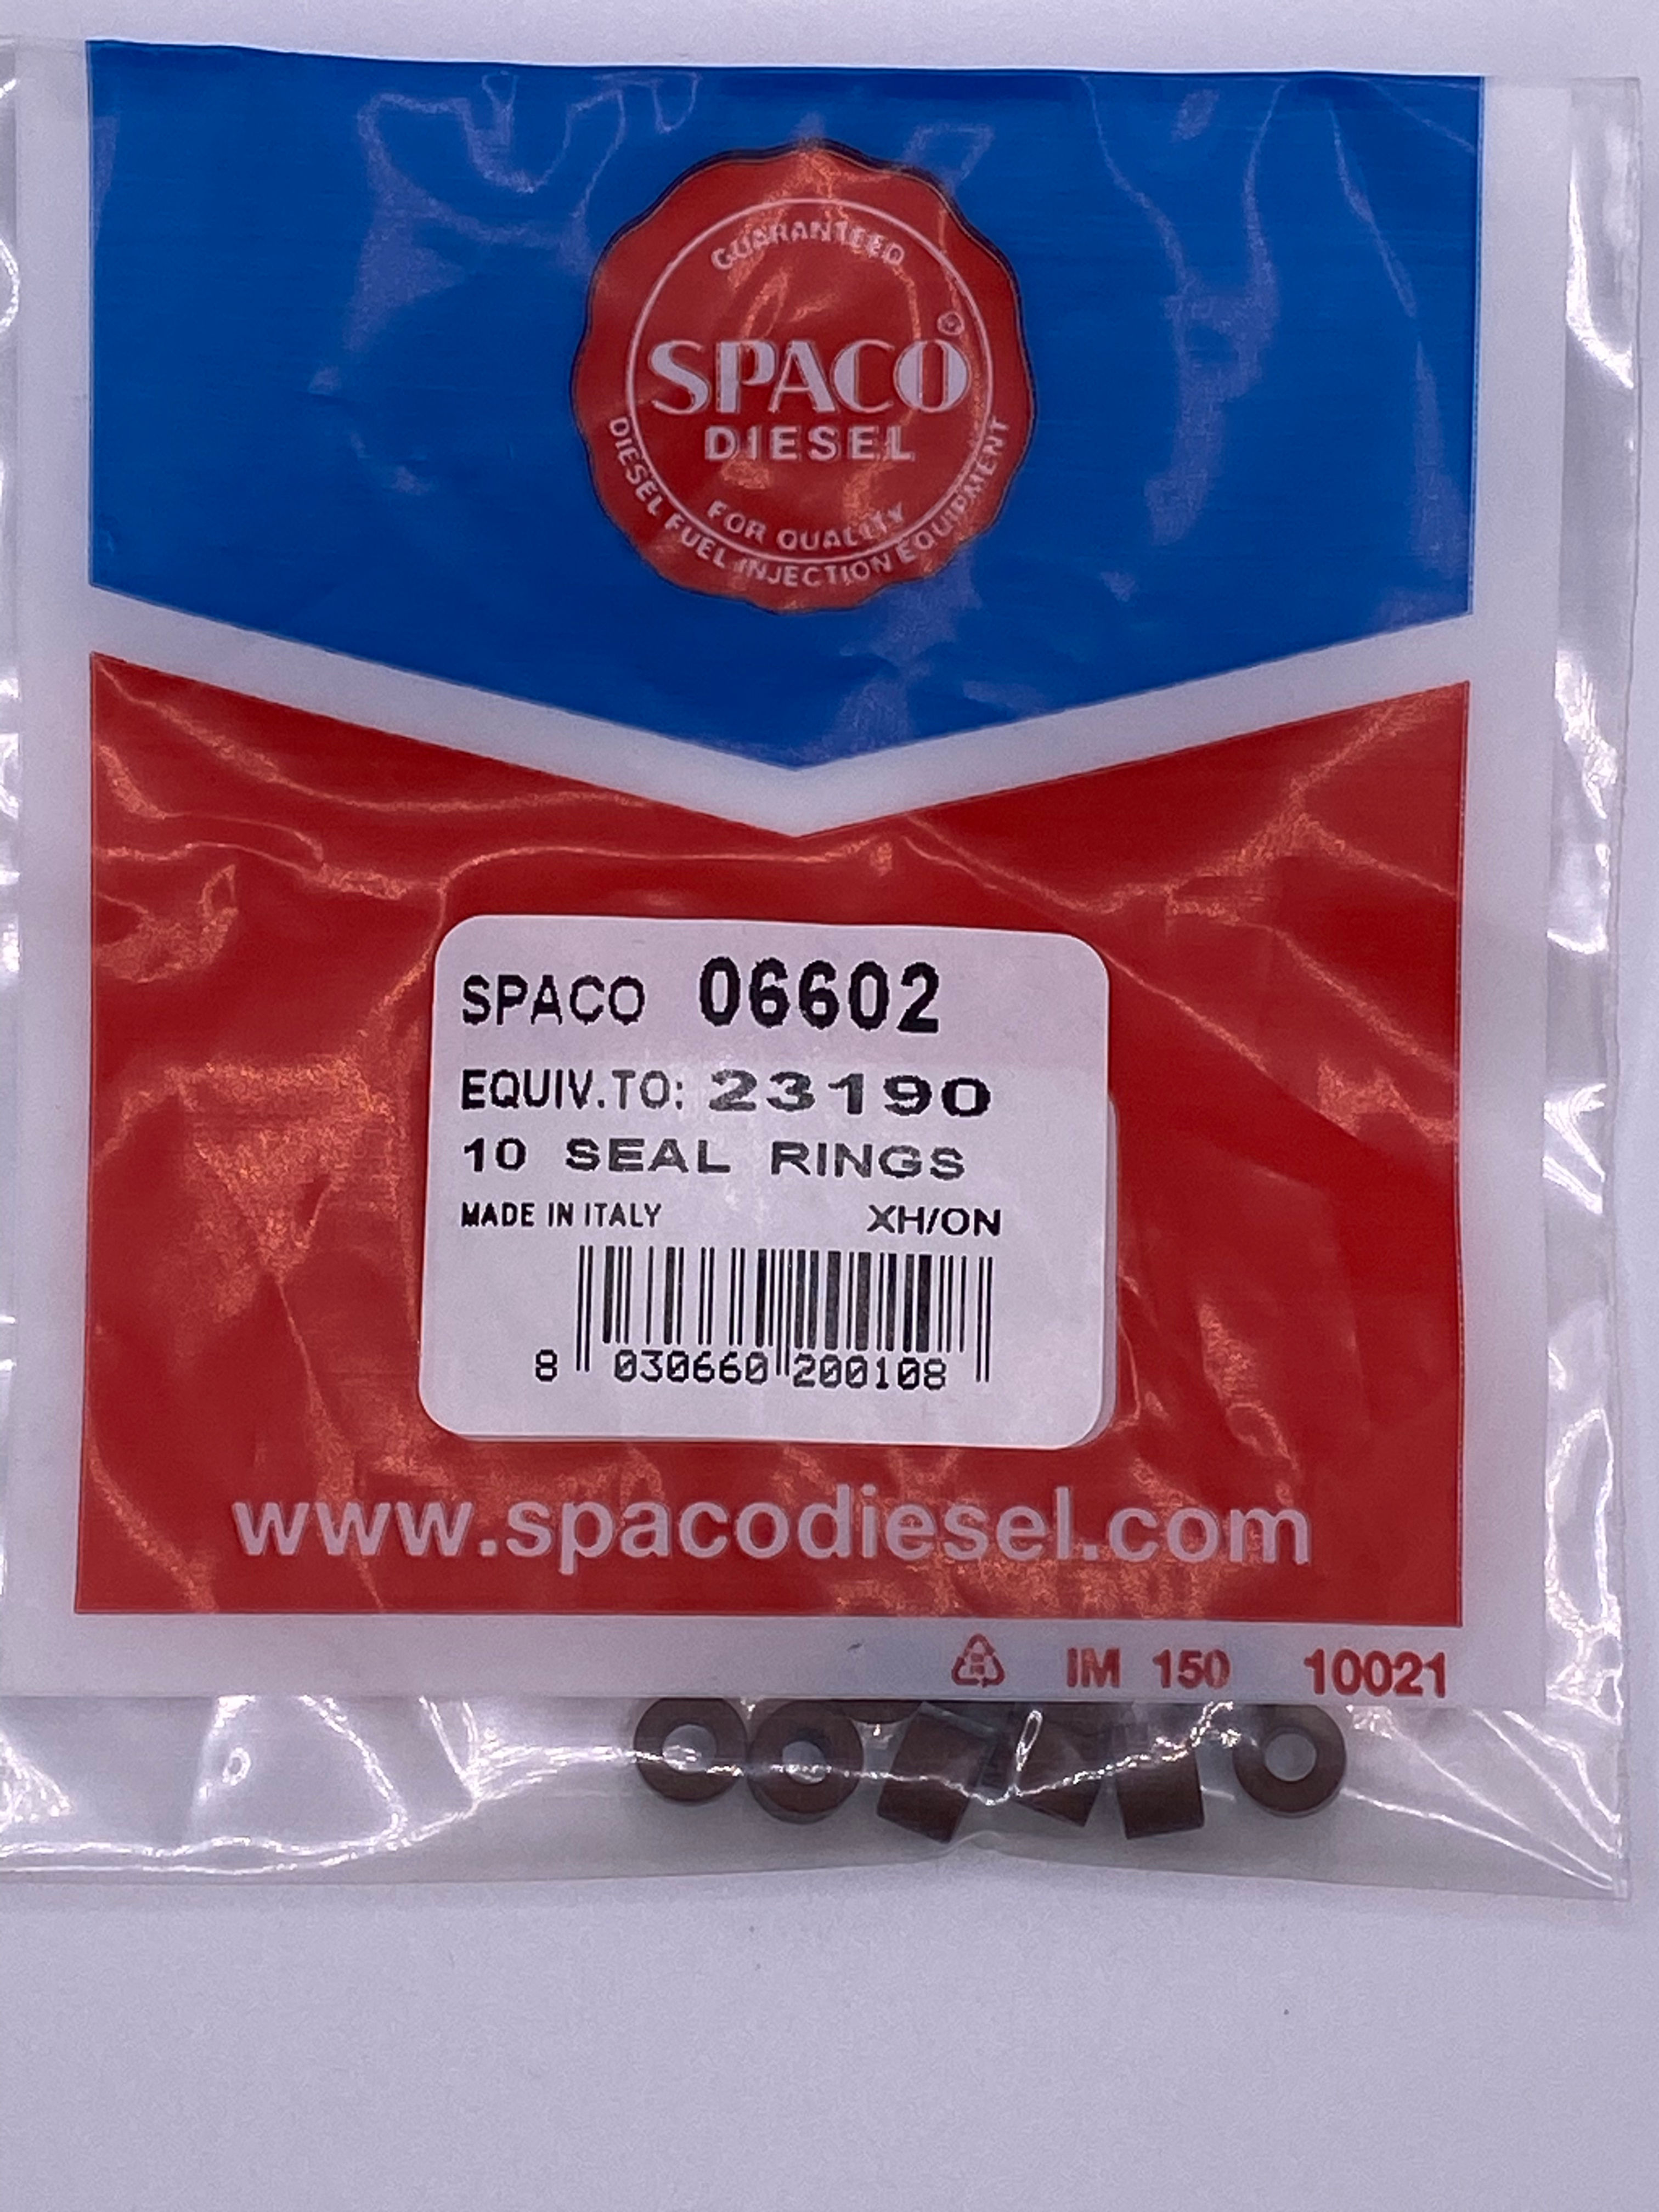 GUARANTEED
SPACO®
DIESEL
FOR QUALITY
DIESEL FUEL INJECTION EQUIPMENT
SPACO 06602
EQUIV.TO: 23190
10 SEAL RINGS
MADE IN ITALY XH/ON
8 030660 200108
www.spacodiesel.com
IM 150 10021